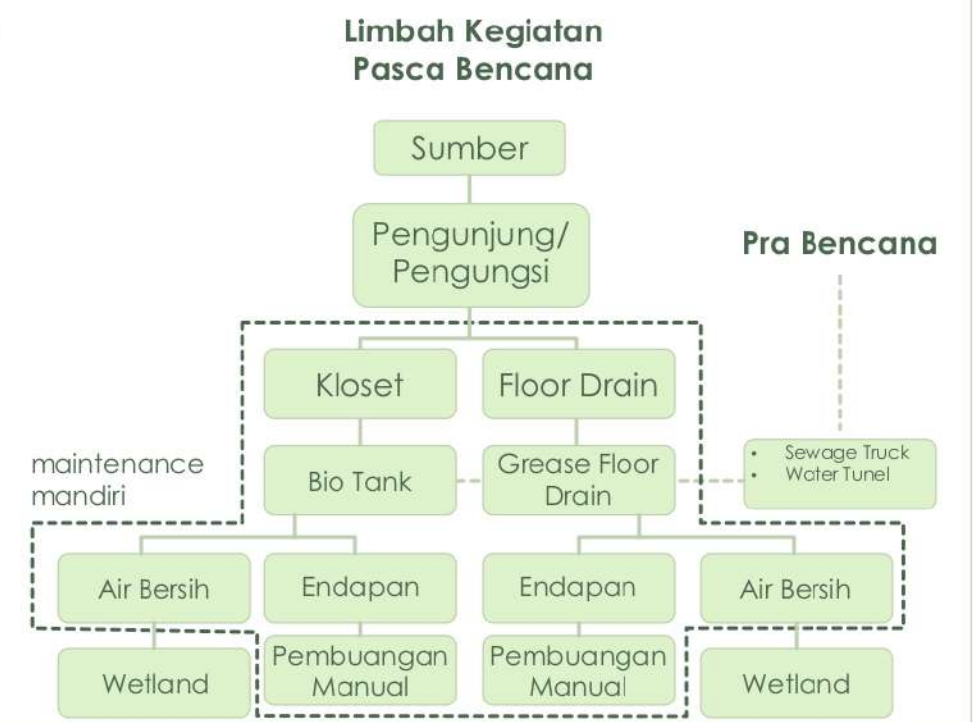 Limbah Kegiatan
Pasca Bencana
Sumber
Pengunjung/
Pengungsi
Pra Bencana
Kloset
Floor Drain
maintenance
mandiri
Bio Tank
Grease Floor
Drain
• Sewage Truck
• Water Tunel
Air Bersih
Endapan
Endapan
Air Bersih
Wetland
Pembuangan
Manual
Pembuangan
Manual
Wetland